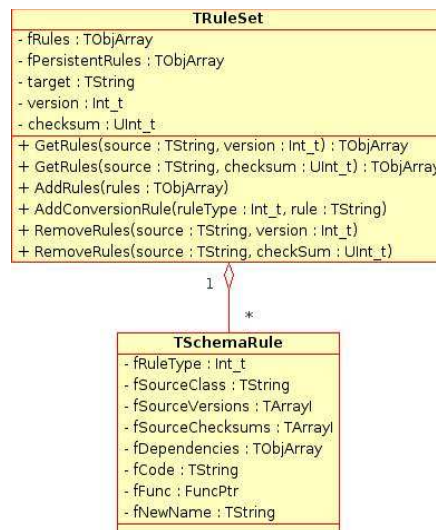 TRuleSet
- fRules : TObjArray
- fPersistentRules : TObjArray
- target : TString
- version : Int_t
- checksum : UInt_t
+ GetRules(source : TString, version : Int_t) : TObjArray
+ GetRules(source : TString, checksum : UInt_t) : TObjArray
+ AddRules(rules : TObjArray)
+ AddConversionRule(ruleType : Int_t, rule : TString)
+ RemoveRules(source : TString, version : Int_t)
+ RemoveRules(source : TString, checkSum : UInt_t)
1
*
TSchemaRule
- fRuleType : Int_t
- fSourceClass : TString
- fSourceVersions : TArrayI
- fSourceChecksums : TArrayI
- fDependencies : TObjArray
- fCode : TString
- fFunc : FuncPtr
- fNewName : TString